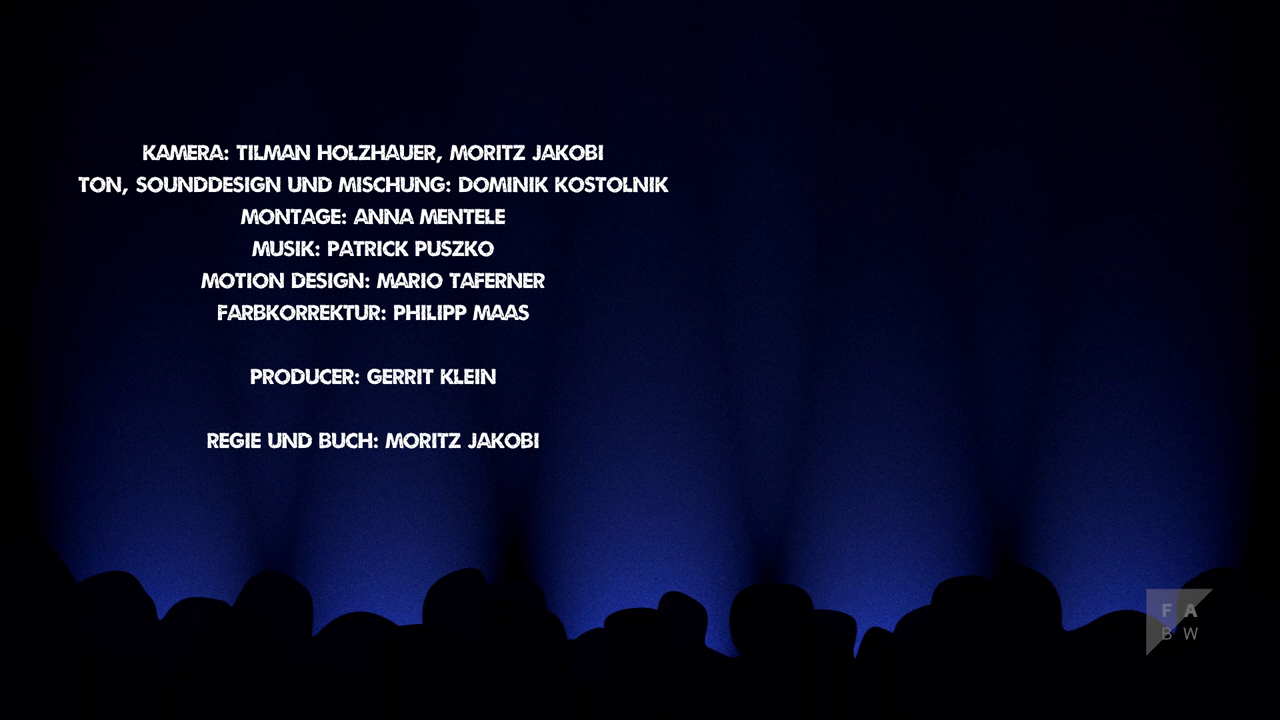 KAMERA: TILMAN HOLZHAUER, MORITZ JAKOBI
TON, SOUNDDESIGN UND MISCHUNG: DOMINIK KOSTOLNIK
MONTAGE: ANNA MENTELE
MUSIK: PATRICK PUSZKO
MOTION DESIGN: MARIO TAFERNER
FARBKORREKTUR: PHILIPP MAAS
PRODUCER: GERRIT KLEIN
REGIE UND BUCH: MORITZ JAKOBI
F A
B W